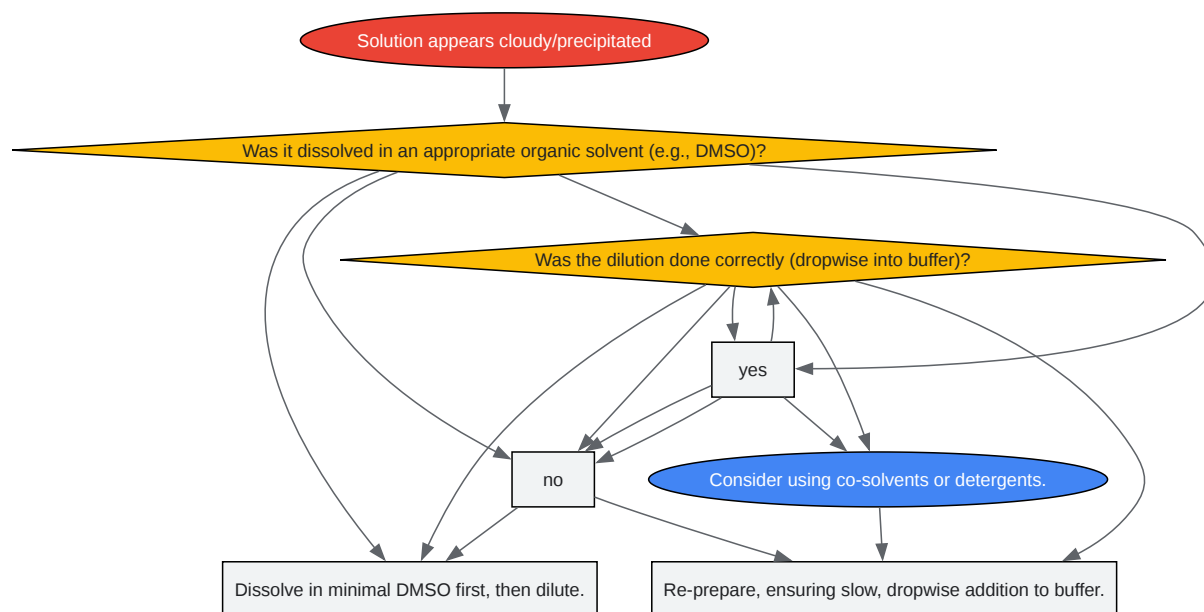 Solution appears cloudy/precipitated
Was it dissolved in an appropriate organic solvent (e.g., DMSO)?
Was the dilution done correctly (dropwise into buffer)?
yes
no
Consider using co-solvents or detergents.
Dissolve in minimal DMSO first, then dilute.
Re-prepare, ensuring slow, dropwise addition to buffer.